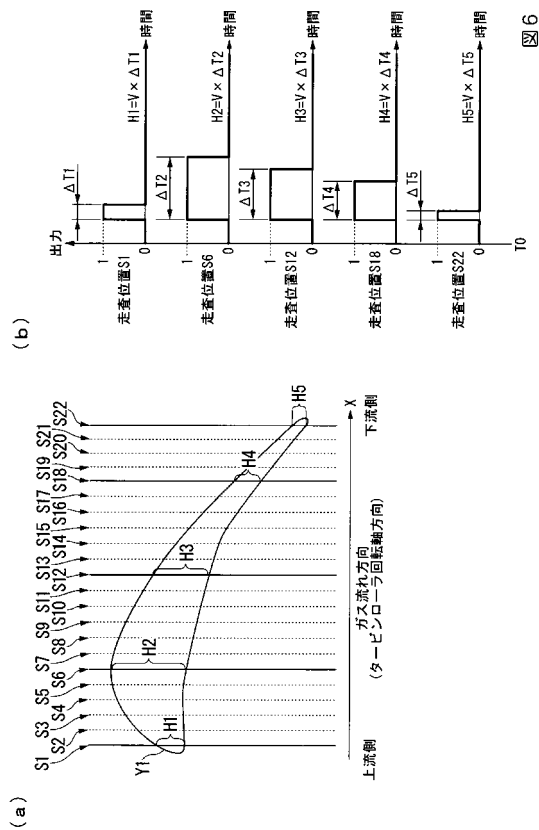 (a)
S1
S2
S3
S4
S5
S6
S7
S8
S9
S10
S11
S12
S13
S14
S15
S16
S17
S18
S19
S20
S21
S22
Y1
H1
H2
H3
H4
H5
X
上流側
ガス流れ方向
(タービンローラ回転軸方向)
下流側
(b)
出力
走査位置S1
1
0
ΔT1
H1=V×ΔT1
時間
走査位置S6
1
0
ΔT2
H2=V×ΔT2
時間
走査位置S12
1
0
ΔT3
H3=V×ΔT3
時間
走査位置S18
1
0
ΔT4
H4=V×ΔT4
時間
走査位置S22
1
0
ΔT5
H5=V×ΔT5
時間
T0
図6